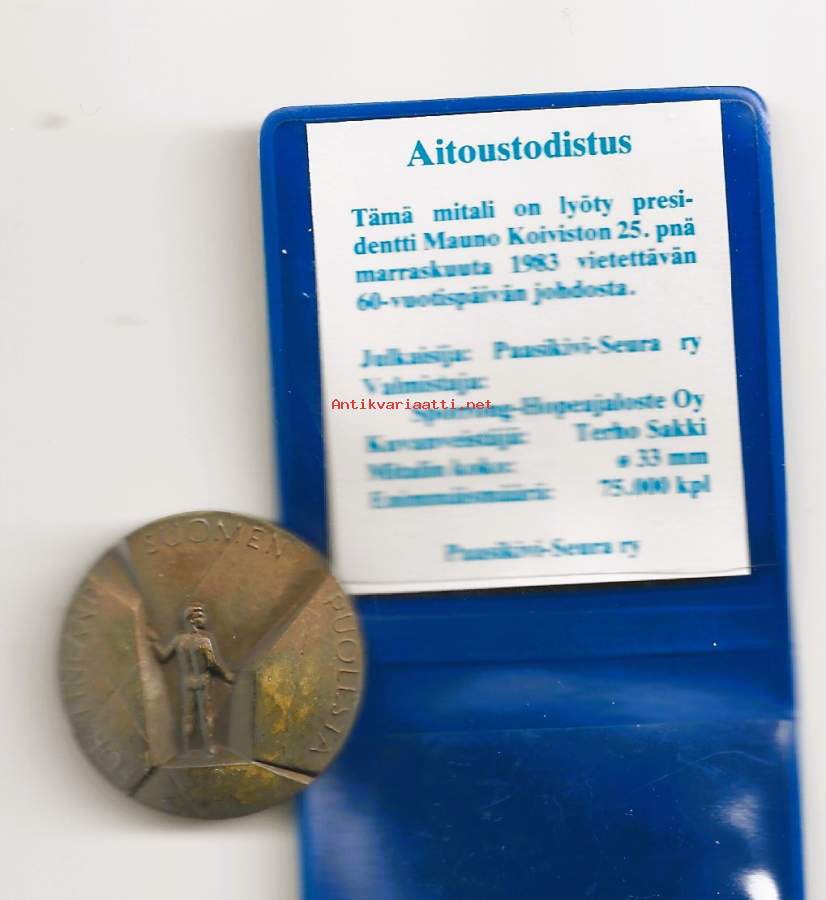 Aitoustodistus
Tämä mitali on lyöty presi-
dentti Mauno Koiviston 25. pnä
marraskuuta 1983 vietettävän
60-vuotispäivän johdosta.
Julkaisija: Paasikivi-Seura ry
Valmistaja:
Sporrong-Hopeajaloste Oy
Antikvariaatti.net
Kuvanveistäjä: Terho Sakki
Mitalin koko: ø 33 mm
Enimmäismäärä: 75.000 kpl
Paasikivi-Seura ry
SUOMEN
PUOLESTA
FÖR FINLAND